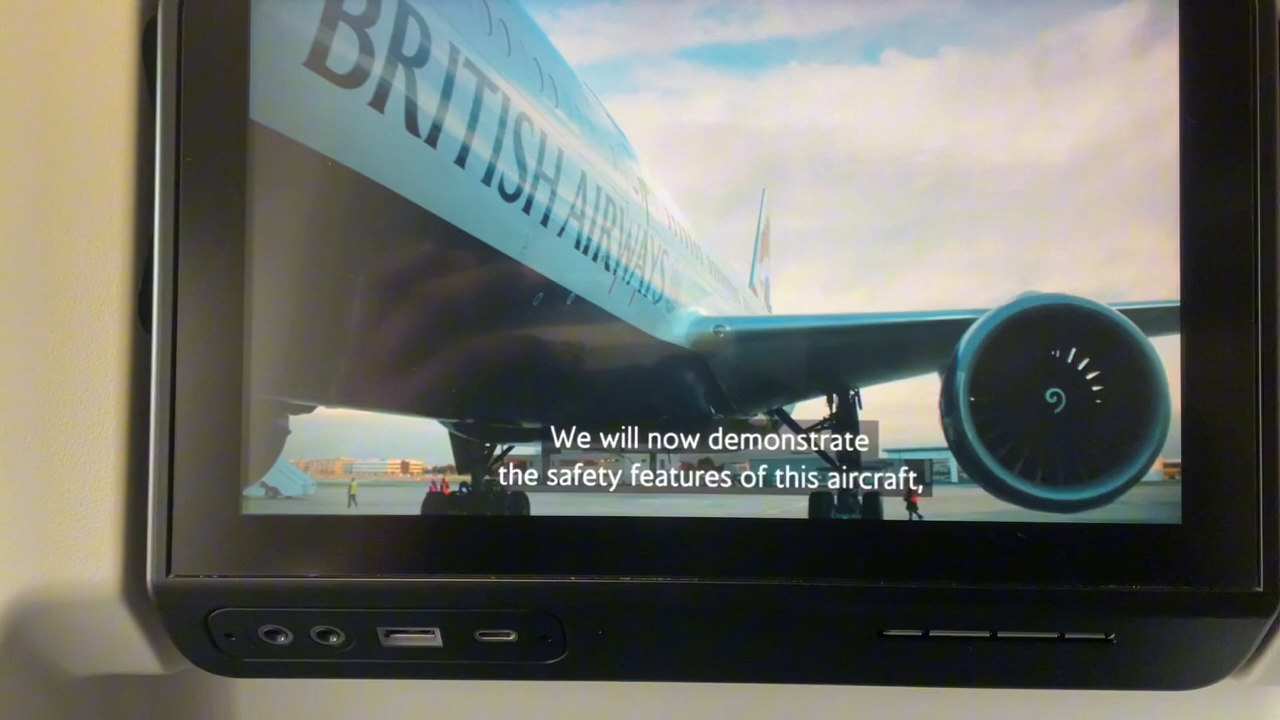 BRITISH AIRWAYS
We will now demonstrate
the safety features of this aircraft,